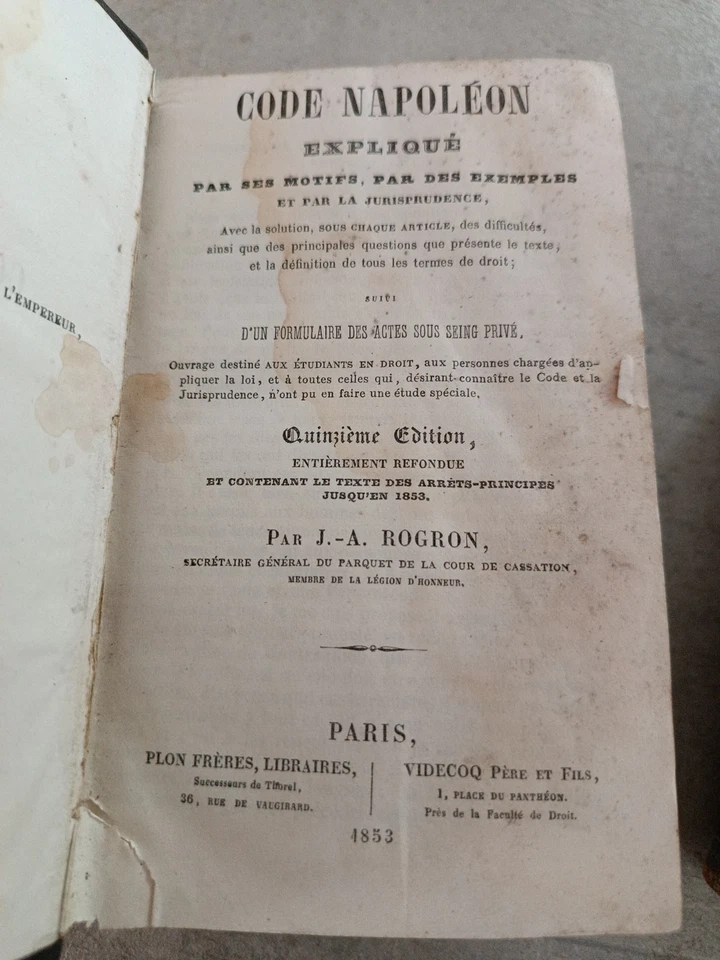 L'EMPEREUR,
CODE NAPOLÉON
EXPLIQUÉ
PAR SES MOTIFS, PAR DES EXEMPLES
ET PAR LA JURISPRUDENCE,
Avec la solution, SOUS CHAQUE ARTICLE, des difficultés,
ainsi que des principales questions que présente le texte,
et la définition de tous les termes de droit;
SUIVI
D'UN FORMULAIRE DES ACTES SOUS SEING PRIVÉ,
Ouvrage destiné AUX ÉTUDIANTS EN DROIT, aux personnes chargées d'ap-
pliquer la loi, et à toutes celles qui, désirant connaître le Code et la
Jurisprudence, n'ont pu en faire une étude spéciale.
Quinzième Edition,
ENTIÈREMENT REFONDUE
ET CONTENANT LE TEXTE DES ARRÊTS-PRINCIPES
JUSQU'EN 1853.
PAR J.-A. ROGRON,
SECRÉTAIRE GÉNÉRAL DU PARQUET DE LA COUR DE CASSATION,
MEMBRE DE LA LÉGION D'HONNEUR.
PARIS,
PLON FRÈRES, LIBRAIRES,
Successeurs de Thorel,
36, RUE DE VAUGIRARD.
VIDECOQ PÈRE ET FILS,
1, PLACE DU PANTHÉON.
Près de la Faculté de Droit.
1853